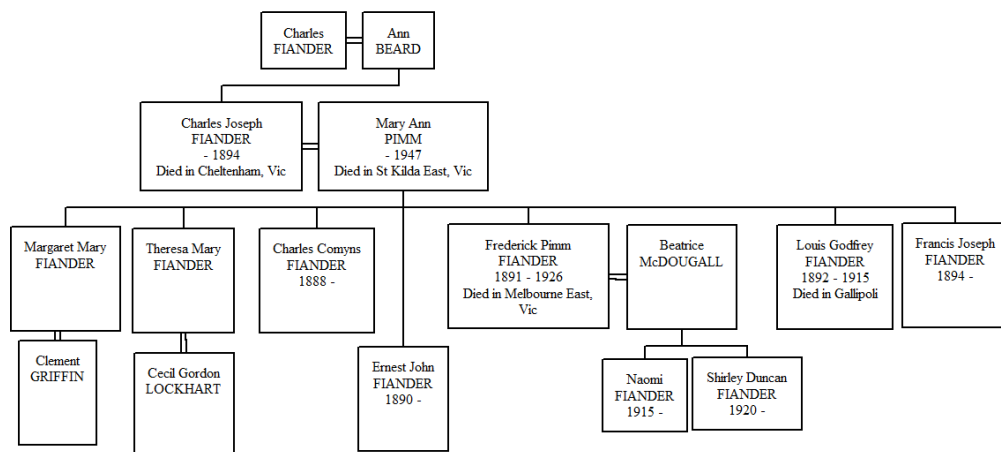 Charles
FIANDER
Ann
BEARD
Charles Joseph
FIANDER
- 1894
Died in Cheltenham, Vic
Mary Ann
PIMM
- 1947
Died in St Kilda East, Vic
Margaret Mary
FIANDER
Theresa Mary
FIANDER
Charles Comyns
FIANDER
1888 -
Frederick Pimm
FIANDER
1891 - 1926
Died in Melbourne East,
Vic
Beatrice
McDOUGALL
Louis Godfrey
FIANDER
1892 - 1915
Died in Gallipoli
Francis Joseph
FIANDER
1894 -
Clement
GRIFFIN
Cecil Gordon
LOCKHART
Ernest John
FIANDER
1890 -
Naomi
FIANDER
1915 -
Shirley Duncan
FIANDER
1920 -